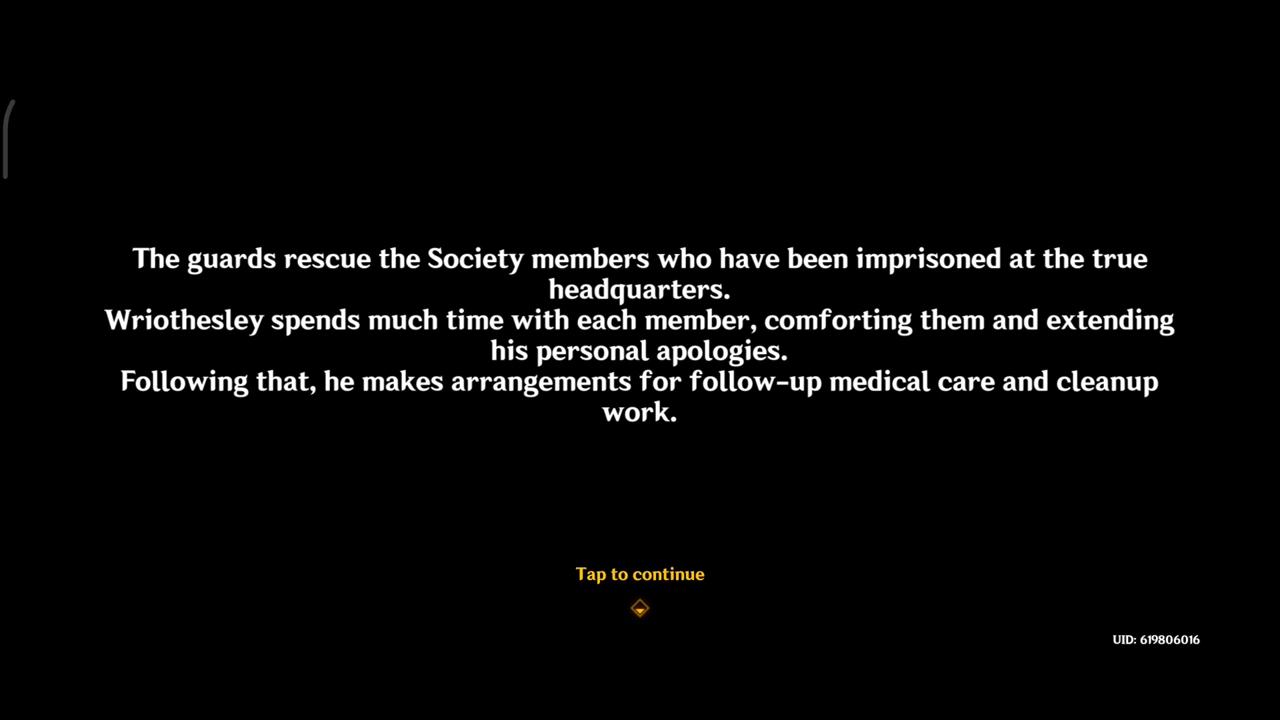 The guards rescue the Society members who have been imprisoned at the true
headquarters.
Wriothesley spends much time with each member, comforting them and extending
his personal apologies.
Following that, he makes arrangements for follow-up medical care and cleanup
work.
Tap to continue
UID: 619806016